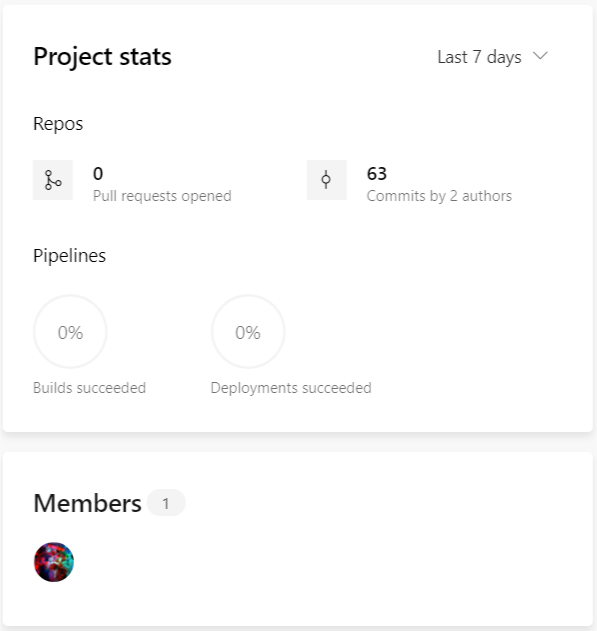 Project stats
Last 7 days
Repos
0
Pull requests opened
63
Commits by 2 authors
Pipelines
0%
Builds succeeded
0%
Deployments succeeded
Members 1